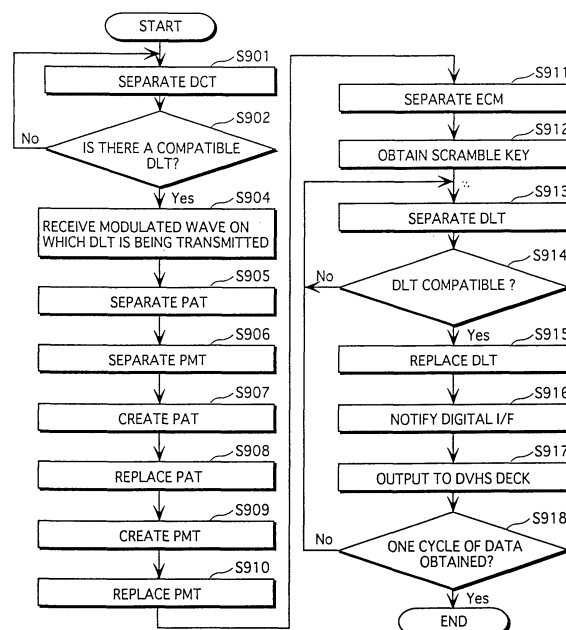 START
S901
SEPARATE DCT
S902
No
IS THERE A COMPATIBLE
DLT?
Yes
S904
RECEIVE MODULATED WAVE ON
WHICH DLT IS BEING TRANSMITTED
S905
SEPARATE PAT
S906
SEPARATE PMT
S907
CREATE PAT
S908
REPLACE PAT
S909
CREATE PMT
S910
REPLACE PMT
S911
SEPARATE ECM
S912
OBTAIN SCRAMBLE KEY
S913
SEPARATE DLT
S914
No
DLT COMPATIBLE ?
Yes
S915
REPLACE DLT
S916
NOTIFY DIGITAL I/F
S917
OUTPUT TO DVHS DECK
S918
No
ONE CYCLE OF DATA
OBTAINED?
Yes
END